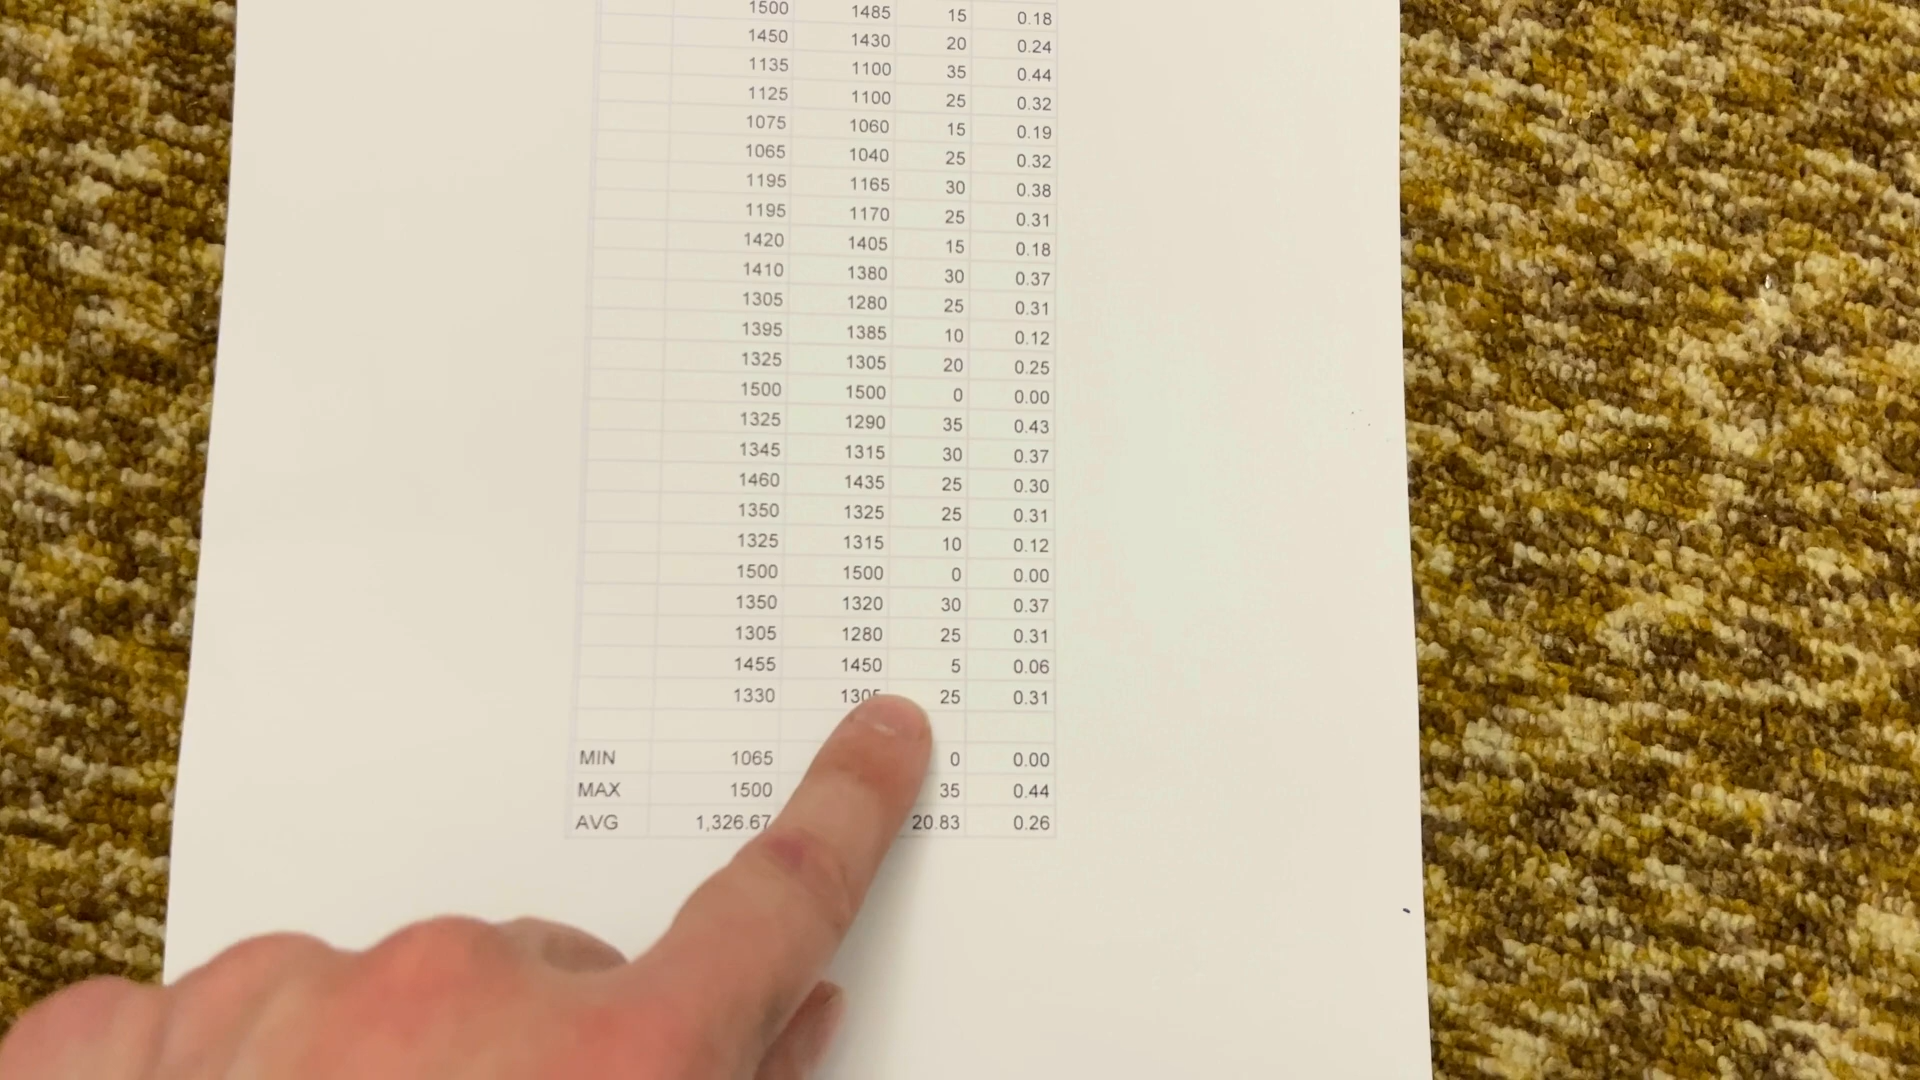 1500 1485 15 0.18
1450 1430 20 0.24
1135 1100 35 0.44
1125 1100 25 0.32
1075 1060 15 0.19
1065 1040 25 0.32
1195 1165 30 0.38
1195 1170 25 0.31
1420 1405 15 0.18
1410 1380 30 0.37
1305 1280 25 0.31
1395 1385 10 0.12
1325 1305 20 0.25
1500 1500 0 0.00
1325 1290 35 0.43
1345 1315 30 0.37
1460 1435 25 0.30
1350 1325 25 0.31
1325 1315 10 0.12
1500 1500 0 0.00
1350 1320 30 0.37
1305 1280 25 0.31
1455 1450 5 0.06
1330 1305 25 0.31
MIN 1065 0 0.00
MAX 1500 35 0.44
AVG 1,326.67 20.83 0.26